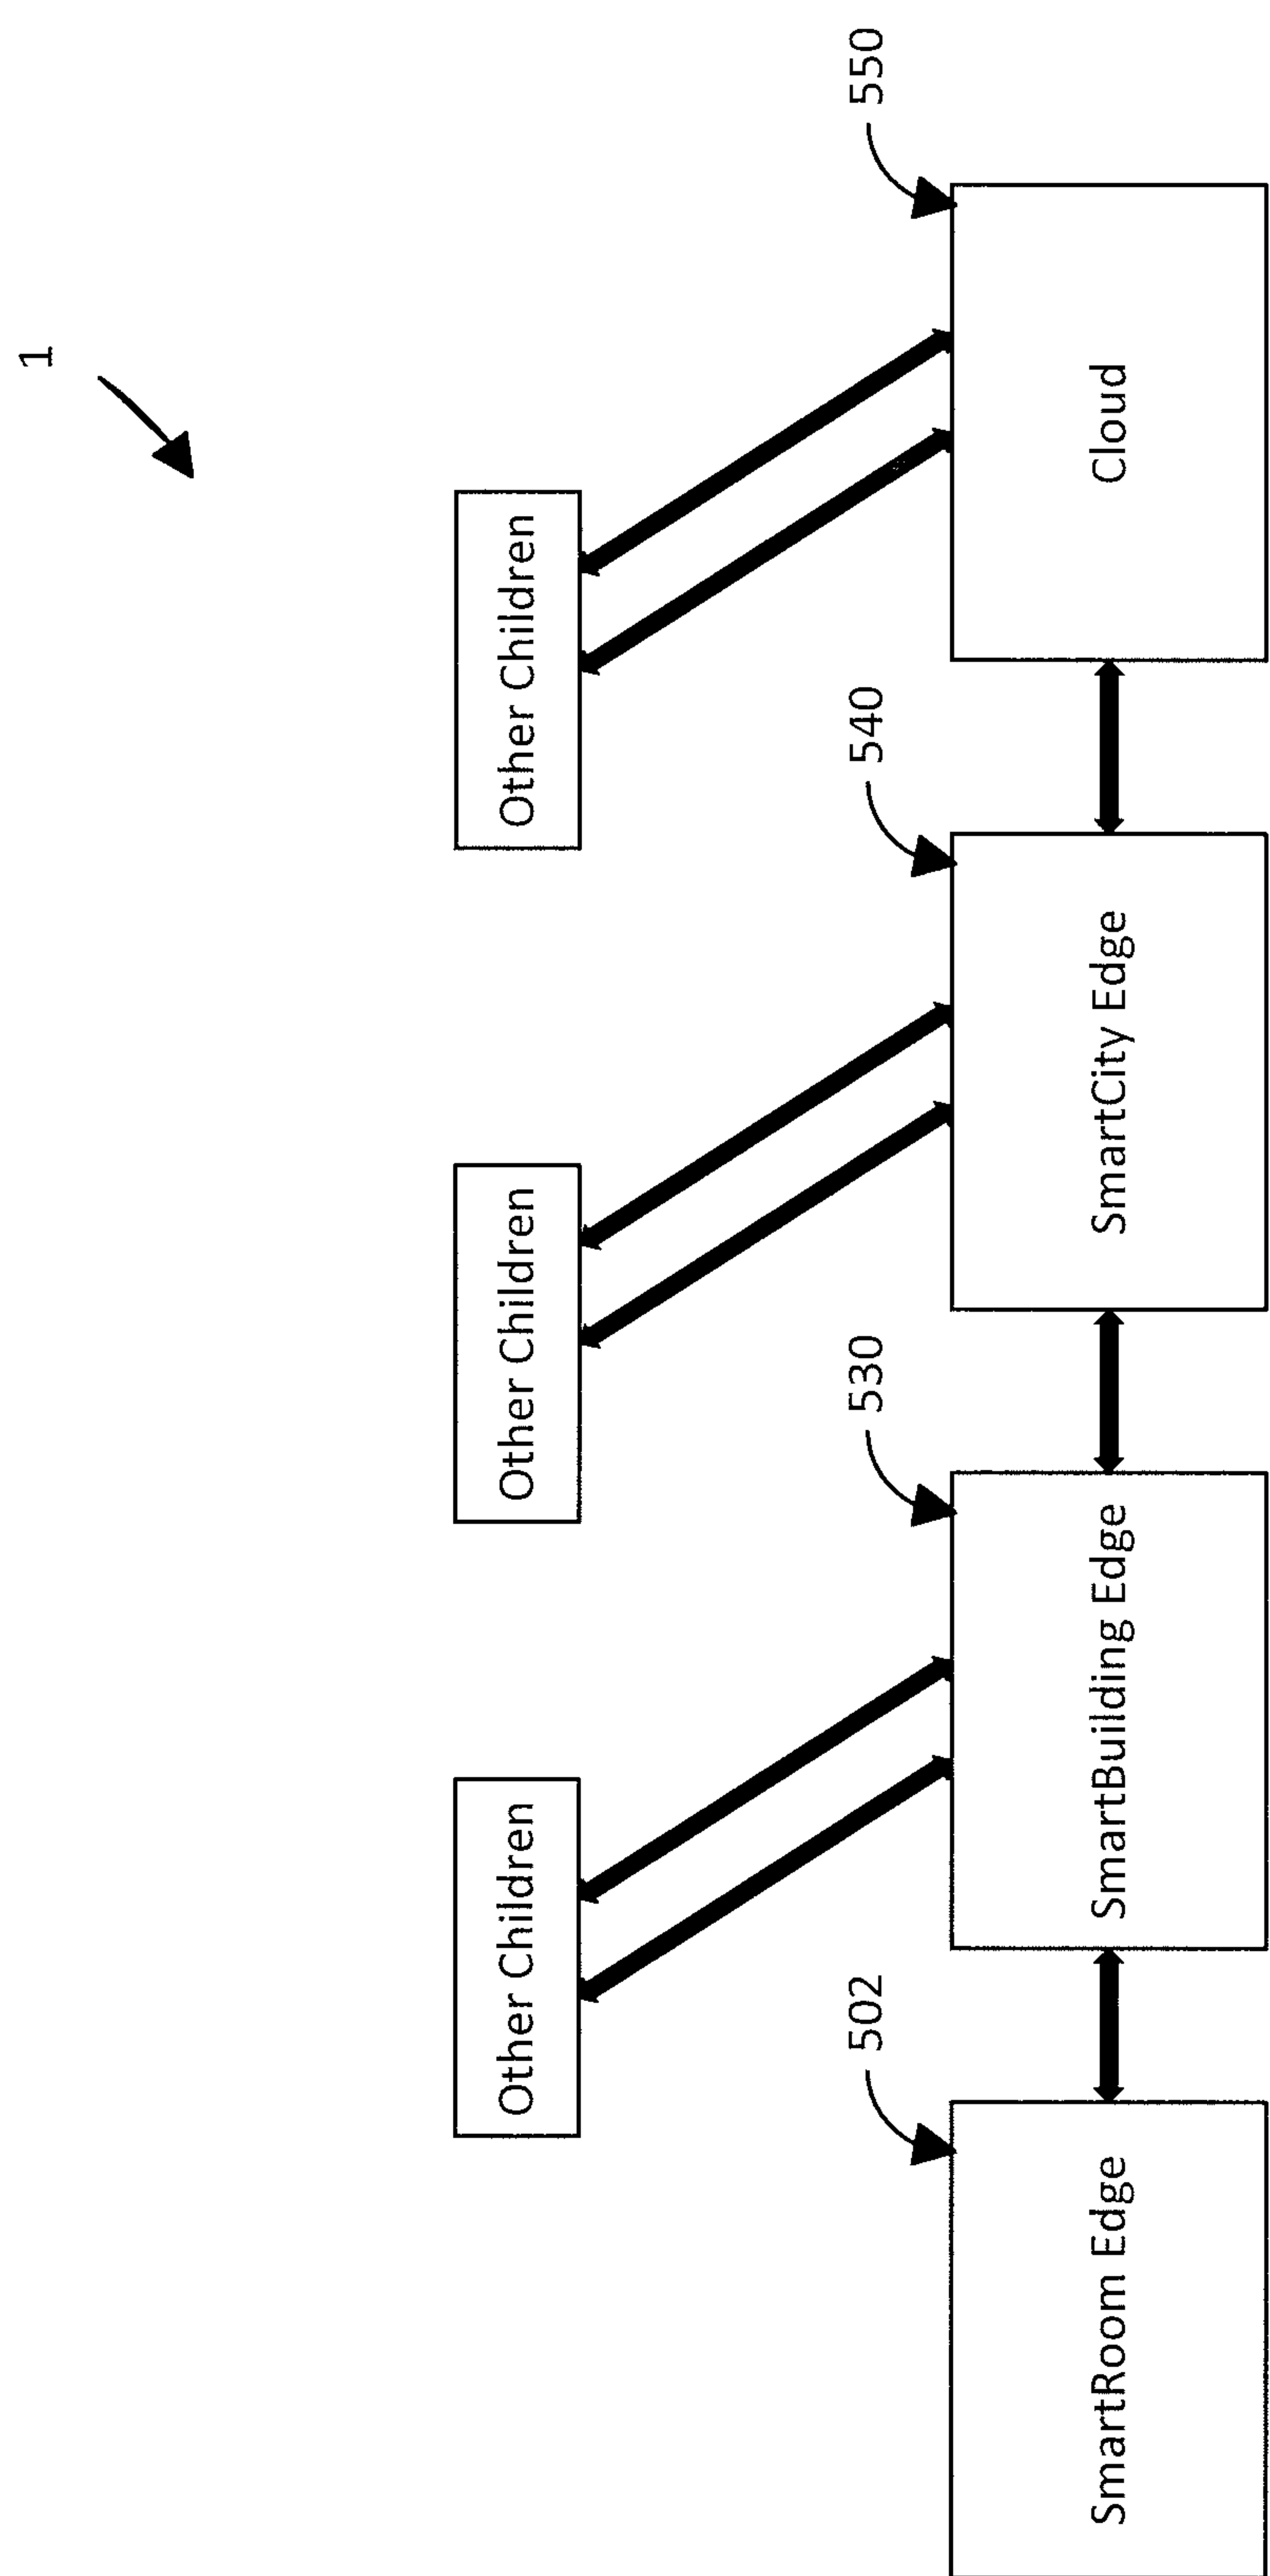 1
Other Children
Other Children
Other Children
502
530
540
550
SmartRoom Edge
SmartBuilding Edge
SmartCity Edge
Cloud